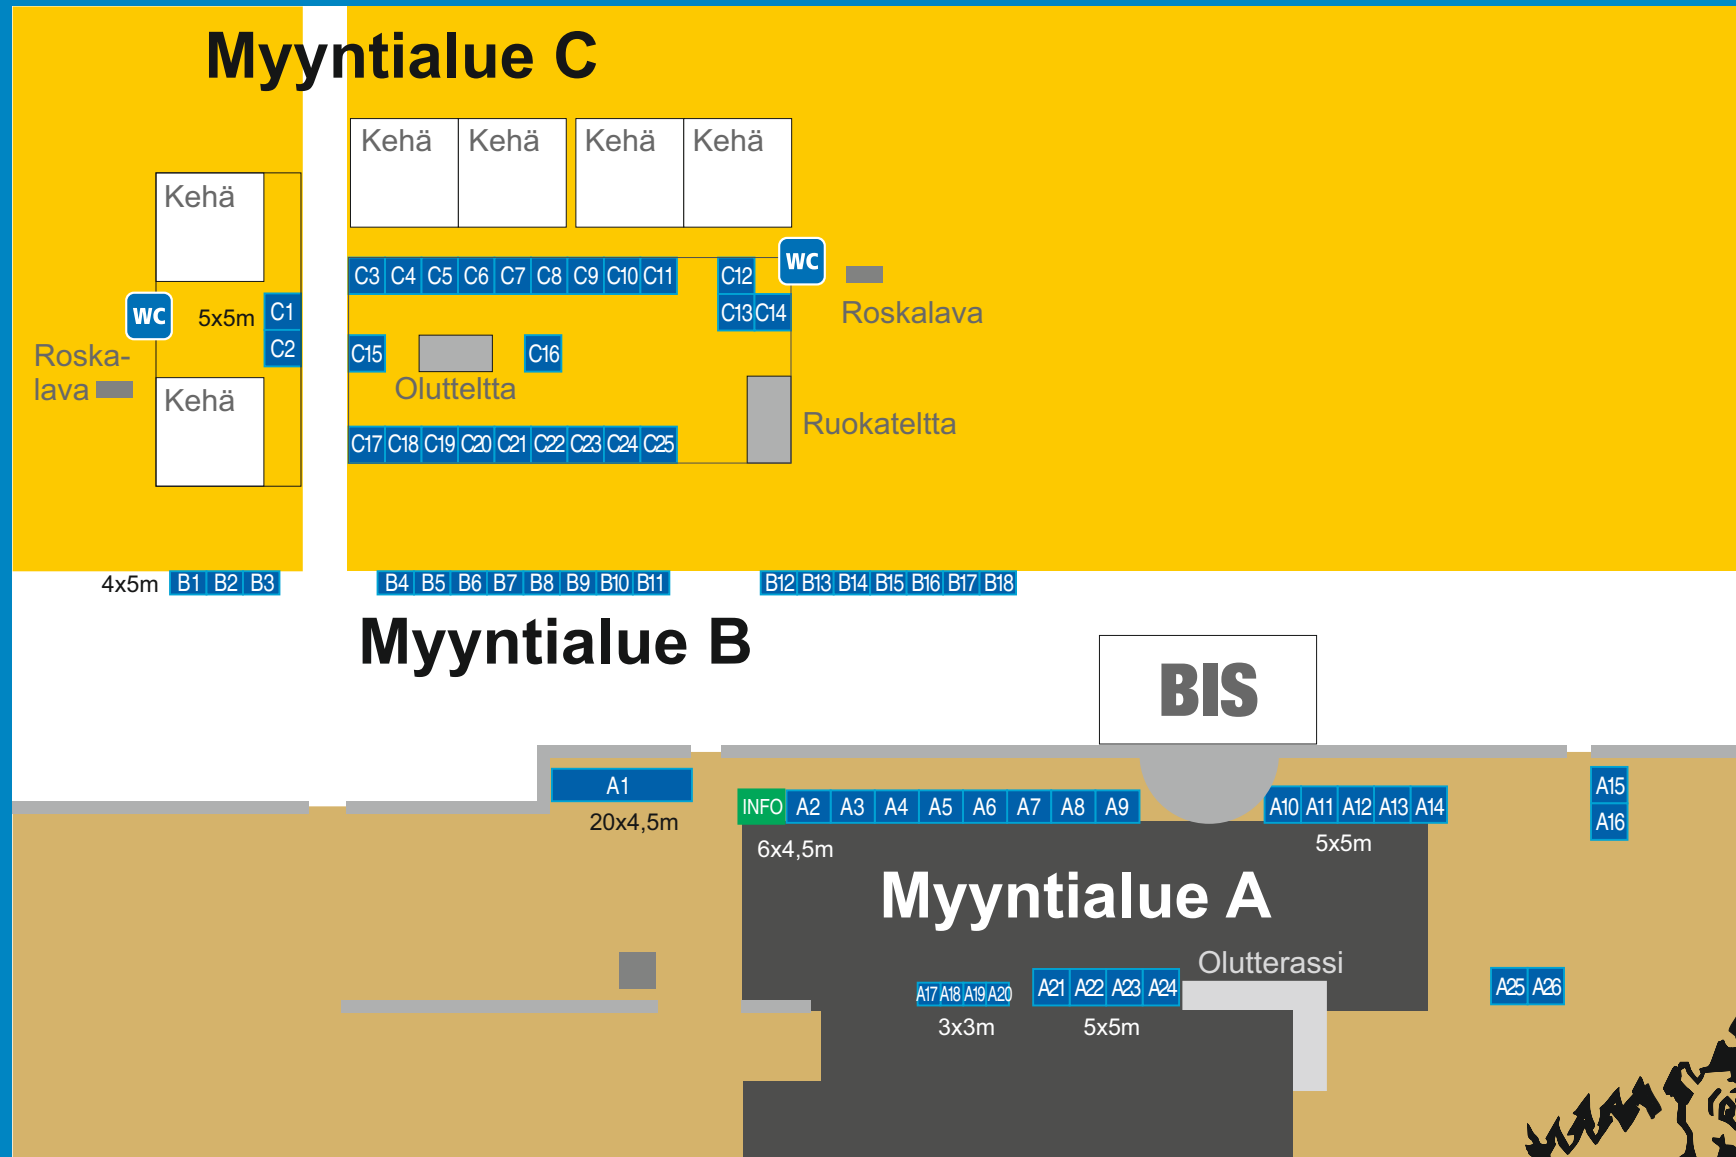 Myyntialue C
Kehä Kehä Kehä Kehä
Kehä
WC
C3 C4 C5 C6 C7 C8 C9 C10 C11 C12
C13 C14
Roskalava
WC 5x5m C1
C2
Roska-
lava
C15 C16
Olutteltta
Kehä
Ruokateltta
C17 C18 C19 C20 C21 C22 C23 C24 C25
4x5m B1 B2 B3 B4 B5 B6 B7 B8 B9 B10 B11 B12 B13 B14 B15 B16 B17 B18
Myyntialue B
BIS
A1
20x4,5m
INFO A2 A3 A4 A5 A6 A7 A8 A9 A10 A11 A12 A13 A14
A15
A16
6x4,5m
5x5m
Myyntialue A
Olutterassi
A17 A18 A19 A20 A21 A22 A23 A24 A25 A26
3x3m 5x5m